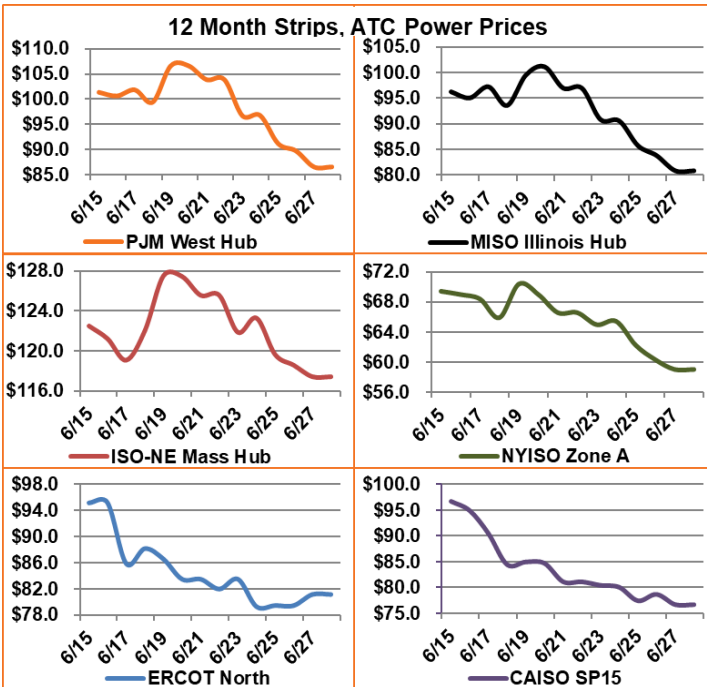 12 Month Strips, ATC Power Prices
$110.0
$105.0
$100.0
$95.0
$90.0
$85.0
6/15 6/17 6/19 6/21 6/23 6/25 6/27
PJM West Hub
$105.0
$100.0
$95.0
$90.0
$85.0
$80.0
6/15 6/17 6/19 6/21 6/23 6/25 6/27
MISO Illinois Hub
$128.0
$124.0
$120.0
$116.0
6/15 6/17 6/19 6/21 6/23 6/25 6/27
ISO-NE Mass Hub
$72.0
$68.0
$64.0
$60.0
$56.0
6/15 6/17 6/19 6/21 6/23 6/25 6/27
NYISO Zone A
$98.0
$94.0
$90.0
$86.0
$82.0
$78.0
6/15 6/17 6/19 6/21 6/23 6/25 6/27
ERCOT North
$100.0
$95.0
$90.0
$85.0
$80.0
$75.0
6/15 6/17 6/19 6/21 6/23 6/25 6/27
CAISO SP15